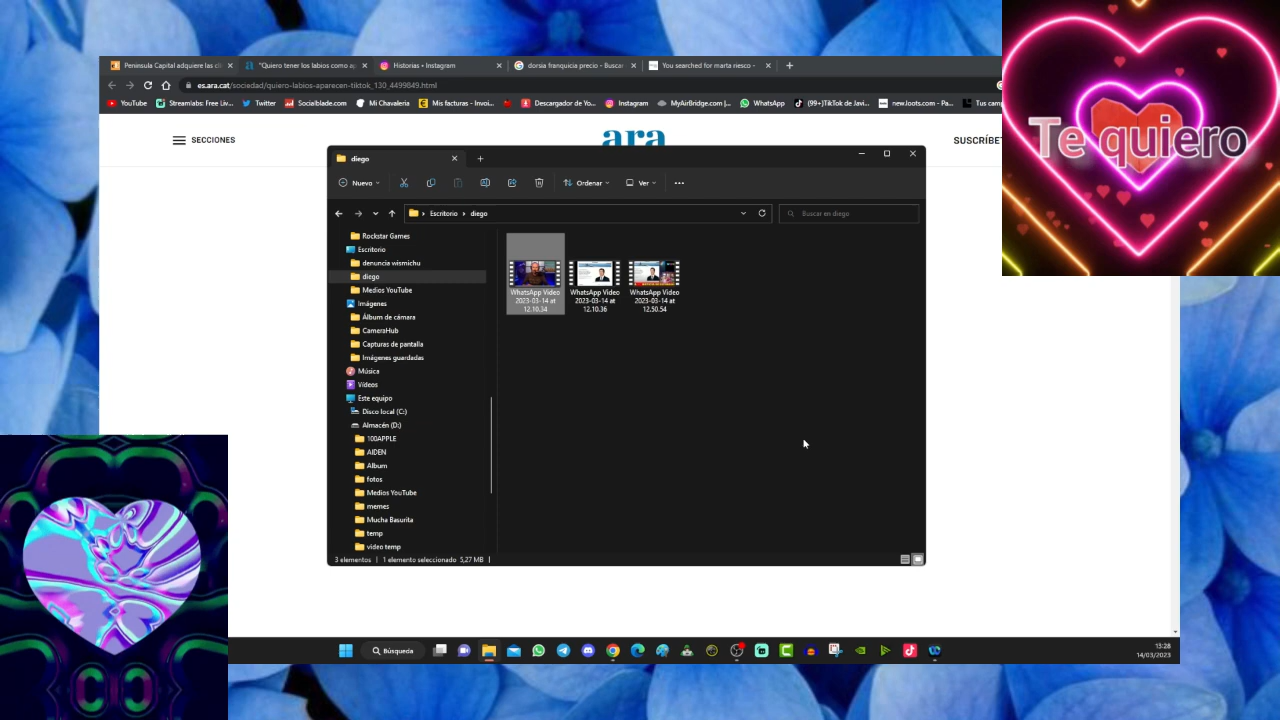 Península Capital adquiere las cli
"Quiero tener los labios como a
Historias • Instagram
dorsia franquicia precio - Buscar
You searched for marta riesco -
es.ara.cat/sociedad/quiero-labios-aparecen-tiktok_130_4499849.html
YouTube
Streamlabs: Free Liv...
Twitter
Socialblade.com
Mi Chavaleria
Mis facturas - Invoi...
Descargador de Yo...
Instagram
MyAirBridge.com |...
WhatsApp
(99+)TikTok de Javi...
new.loots.com - Pa...
Tus cam
SECCIONES
ara
SUSCRÍBET
Te quiero
diego
Nuevo
Ordenar
Ver
Escritorio
diego
Buscar en diego
Rockstar Games
Escritorio
denuncia wismichu
diego
Medios YouTube
Imágenes
Álbum de cámara
CameraHub
Capturas de pantalla
Imágenes guardadas
Música
Vídeos
Este equipo
Disco local (C:)
Almacén (D:)
100APPLE
AIDEN
Album
fotos
Medios YouTube
memes
Mucha Basurita
temp
video temp
WhatsApp Video
2023-03-14 at
12.10.34
WhatsApp Video
2023-03-14 at
12.10.36
WhatsApp Video
2023-03-14 at
12.50.54
3 elementos
1 elemento seleccionado 5,27 MB
Búsqueda
13:28
14/03/2023